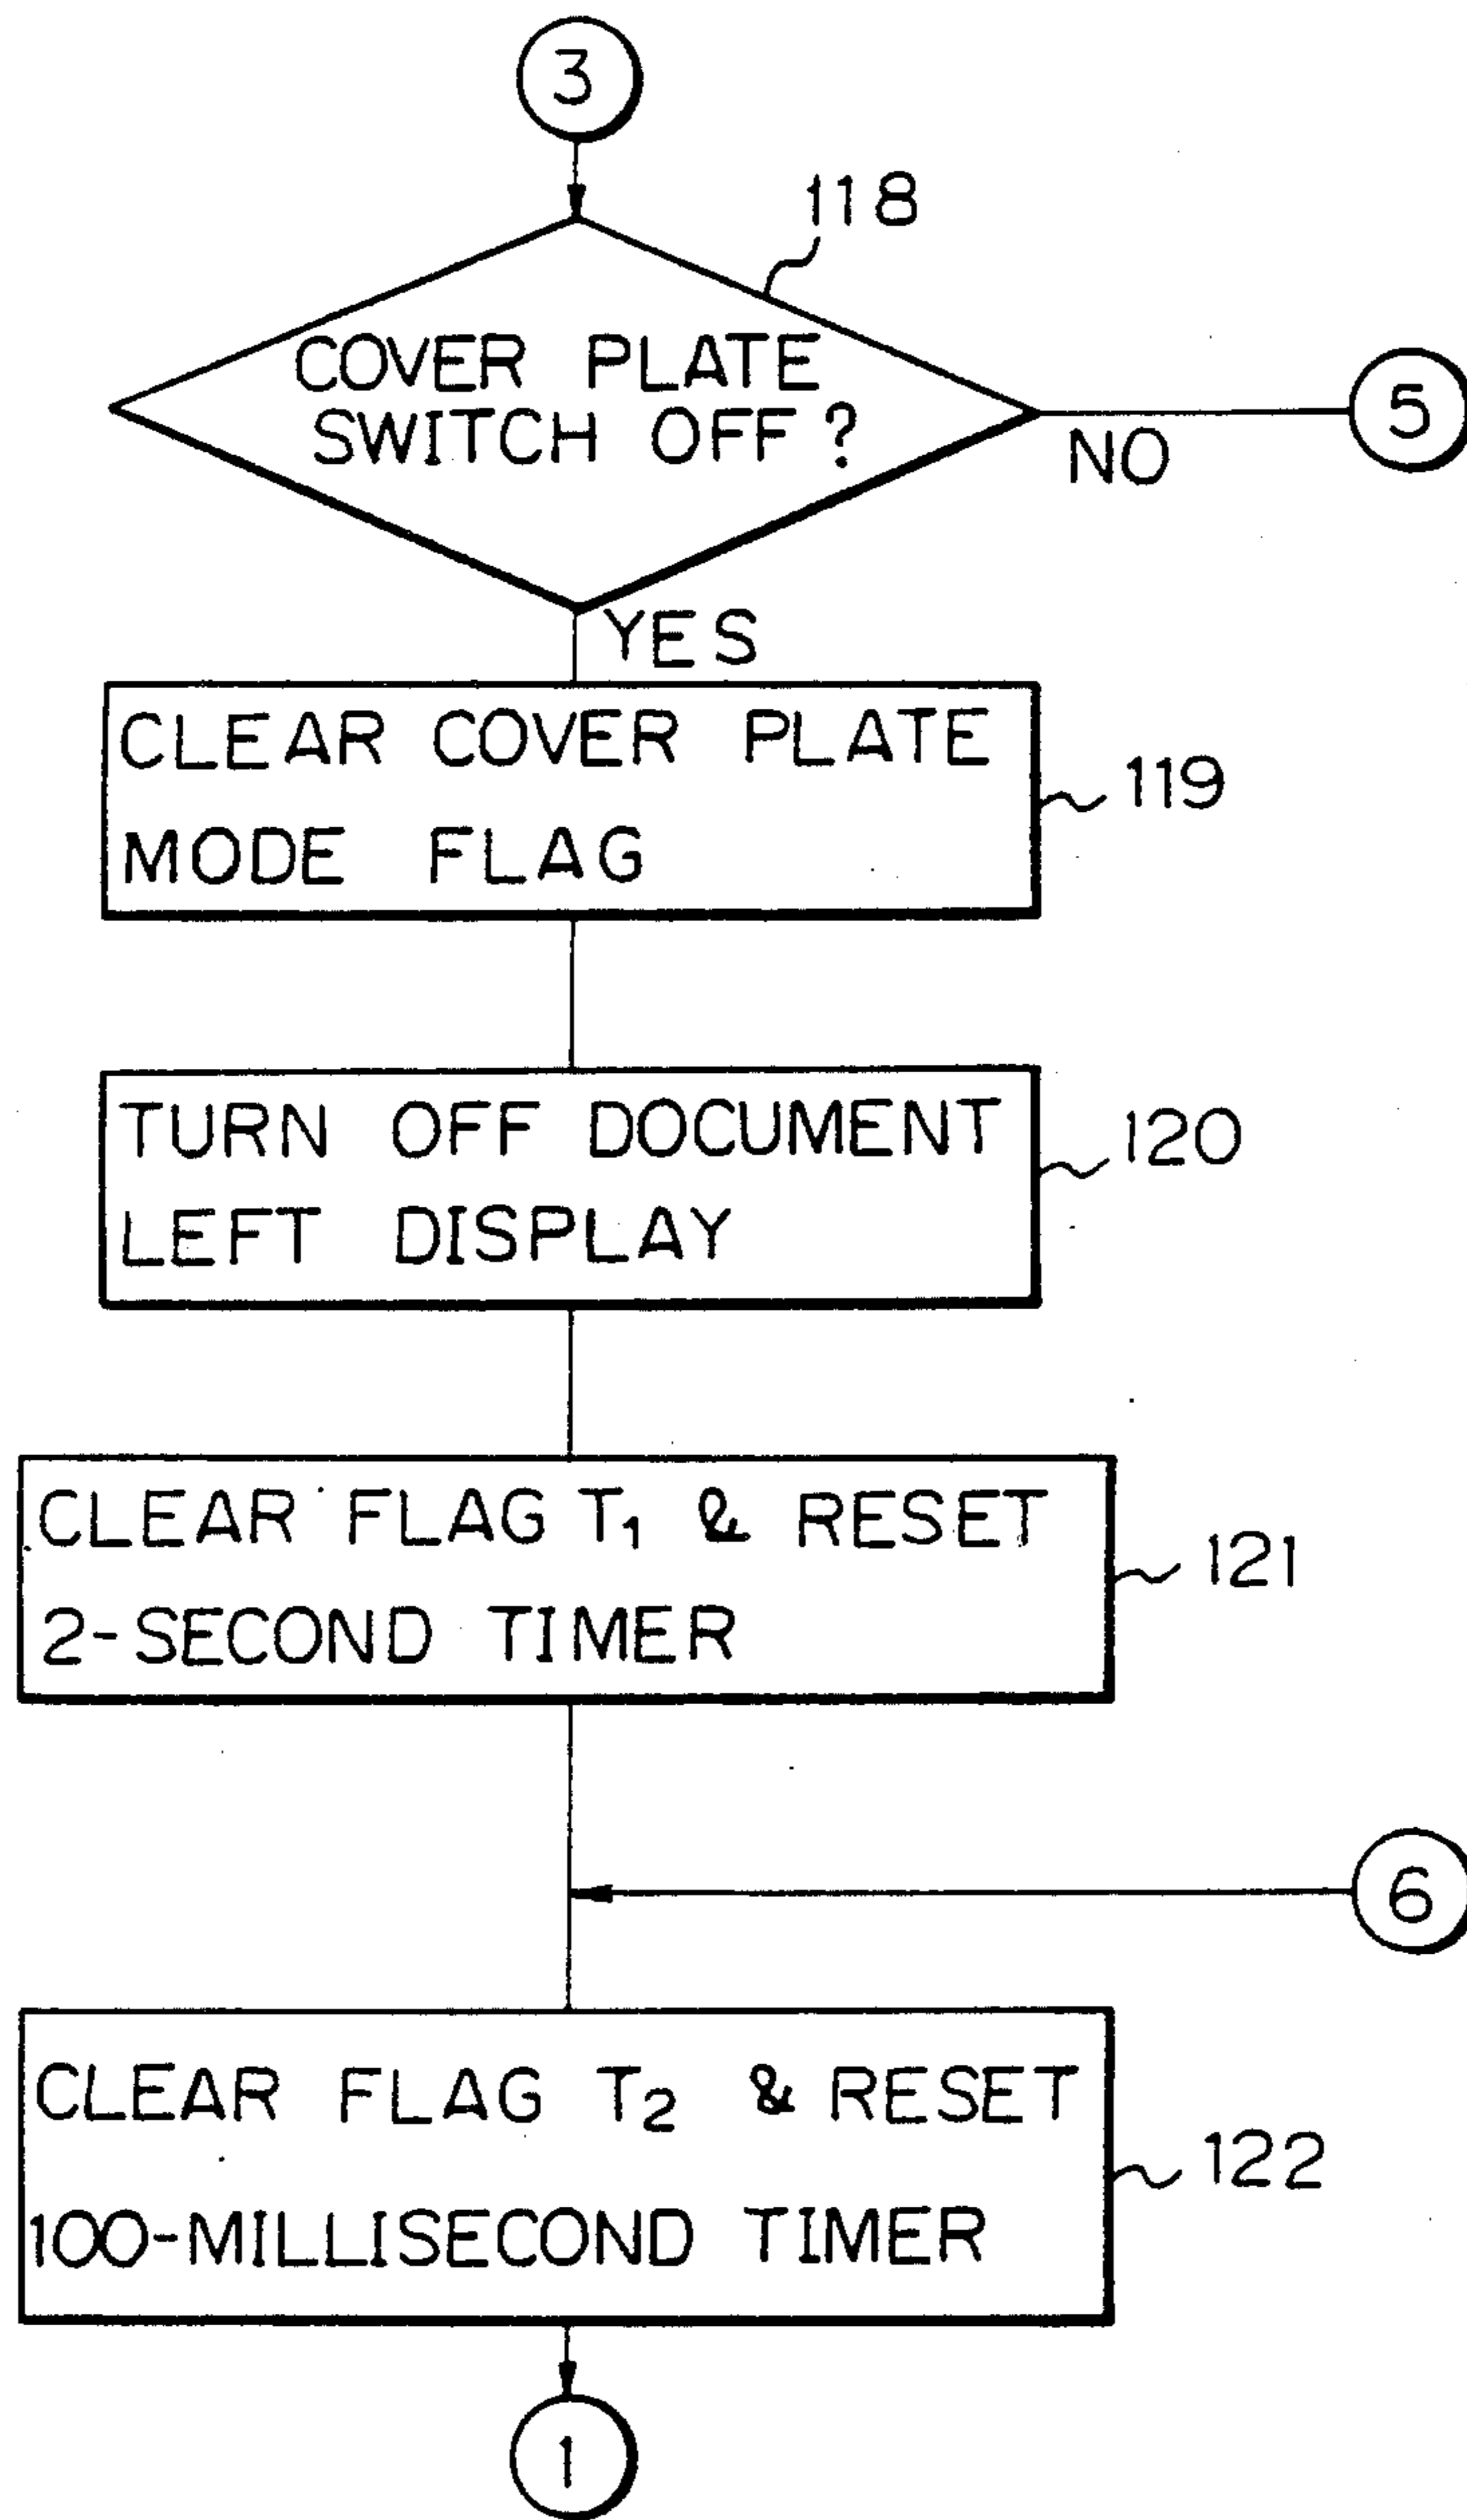 3
118
COVER PLATE
SWITCH OFF ?
NO
5
YES
CLEAR COVER PLATE
MODE FLAG
119
TURN OFF DOCUMENT
LEFT DISPLAY
120
CLEAR FLAG T₁ & RESET
2-SECOND TIMER
121
6
CLEAR FLAG T₂ & RESET
100-MILLISECOND TIMER
122
1